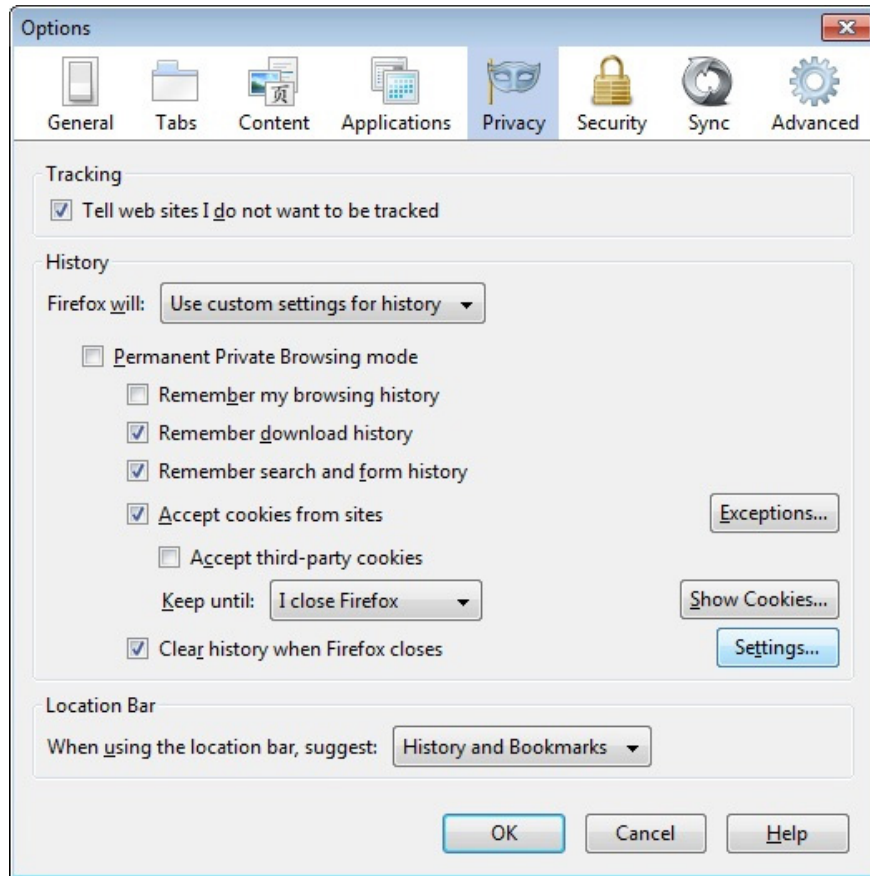 Options
General Tabs Content Applications Privacy Security Sync Advanced
页
Tracking
Tell web sites I do not want to be tracked
History
Firefox will: Use custom settings for history
Permanent Private Browsing mode
Remember my browsing history
Remember download history
Remember search and form history
Accept cookies from sites Exceptions...
Accept third-party cookies
Keep until: I close Firefox Show Cookies...
Clear history when Firefox closes Settings...
Location Bar
When using the location bar, suggest: History and Bookmarks
OK Cancel Help